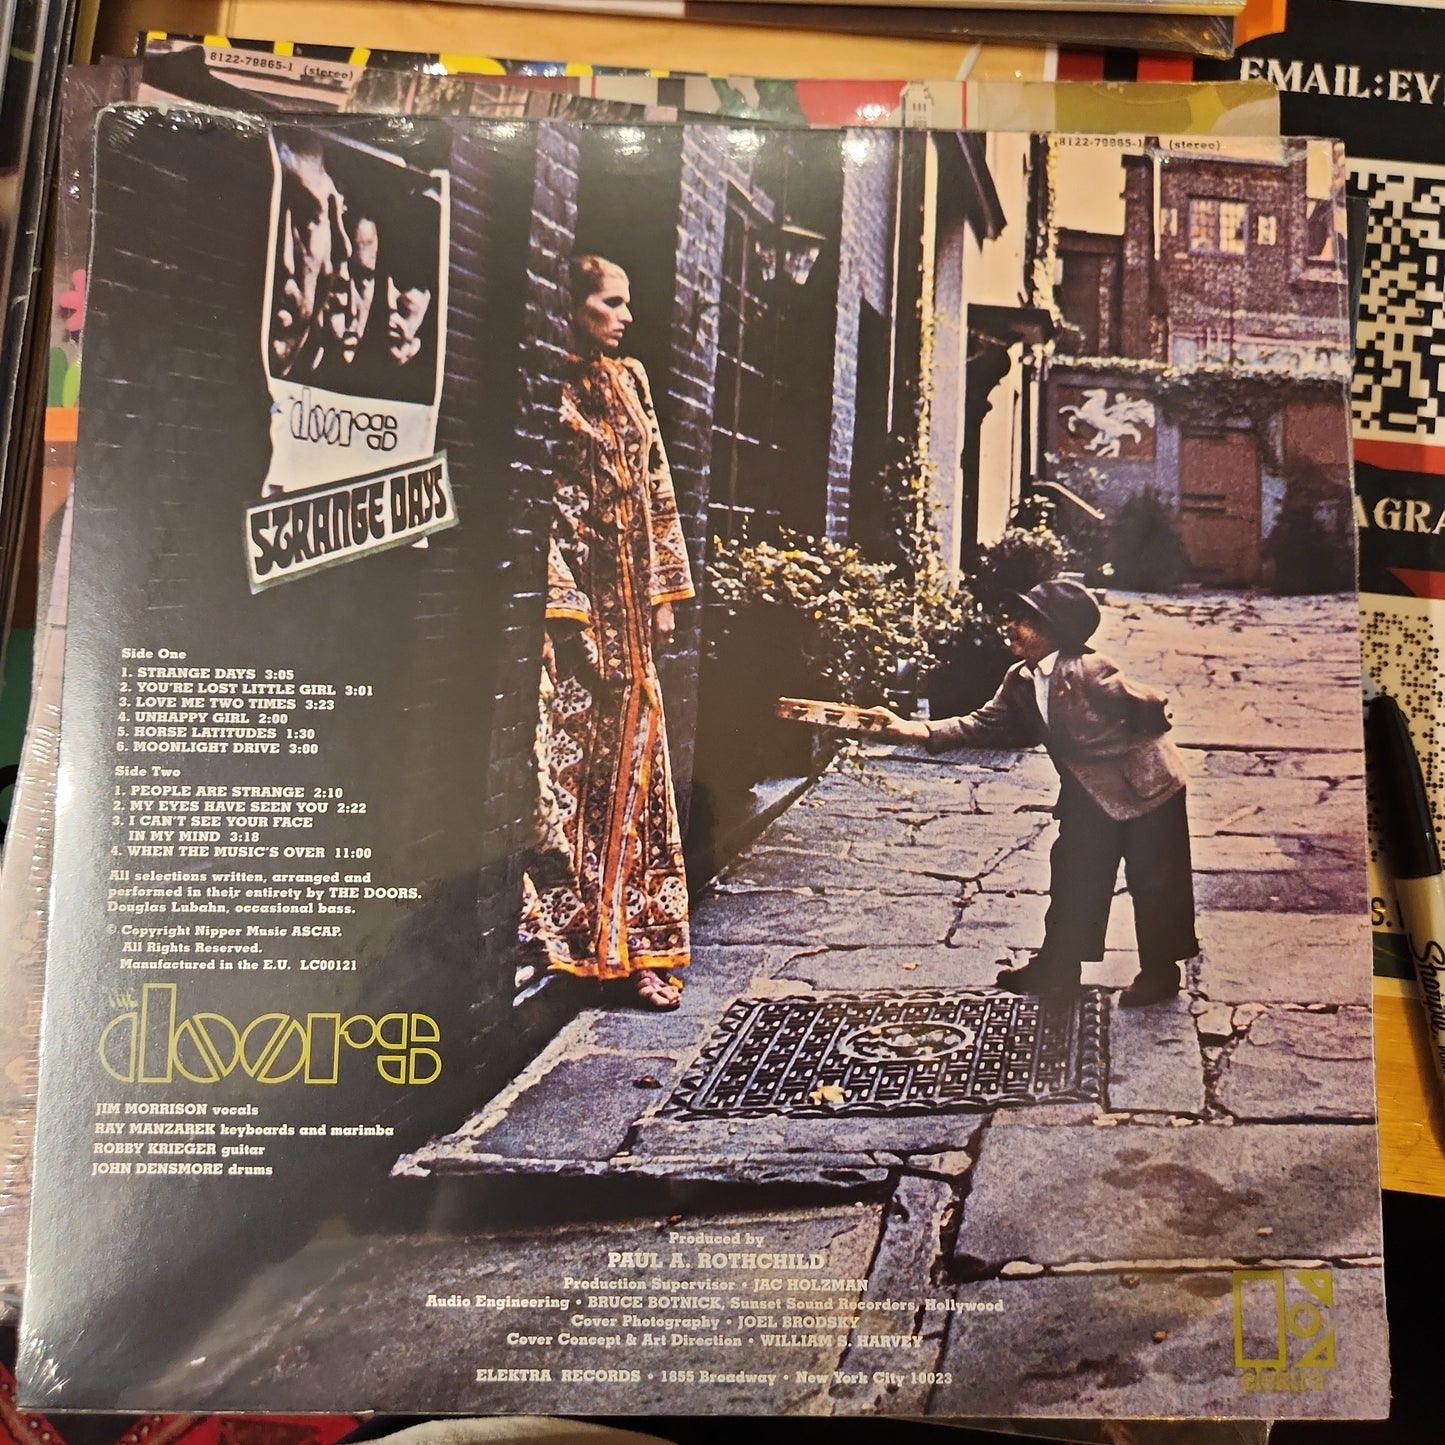 8122-79865-1 (stereo)
EMAIL:EV
8122-79865-1 (stereo)
doors
STRANGE DAYS
AGRA
Side One
1. STRANGE DAYS 3:05
2. YOU'RE LOST LITTLE GIRL 3:01
3. LOVE ME TWO TIMES 3:23
4. UNHAPPY GIRL 2:00
5. HORSE LATITUDES 1:30
6. MOONLIGHT DRIVE 3:00
Side Two
1. PEOPLE ARE STRANGE 2:10
2. MY EYES HAVE SEEN YOU 2:22
3. I CAN'T SEE YOUR FACE
IN MY MIND 3:18
4. WHEN THE MUSIC'S OVER 11:00
All selections written, arranged and
performed in their entirety by THE DOORS.
Douglas Lubahn, occasional bass.
© Copyright Nipper Music ASCAP.
All Rights Reserved.
Manufactured in the E.U. LC00121
THE
doors
JIM MORRISON vocals
RAY MANZAREK keyboards and marimba
ROBBY KRIEGER guitar
JOHN DENSMORE drums
Produced by
PAUL A. ROTHCHILD
Production Supervisor • JAC HOLZMAN
Audio Engineering • BRUCE BOTNICK, Sunset Sound Recorders, Hollywood
Cover Photography • JOEL BRODSKY
Cover Concept & Art Direction • WILLIAM S. HARVEY
ELEKTRA RECORDS • 1855 Broadway • New York City 10023
elektra
S.
Sharpie